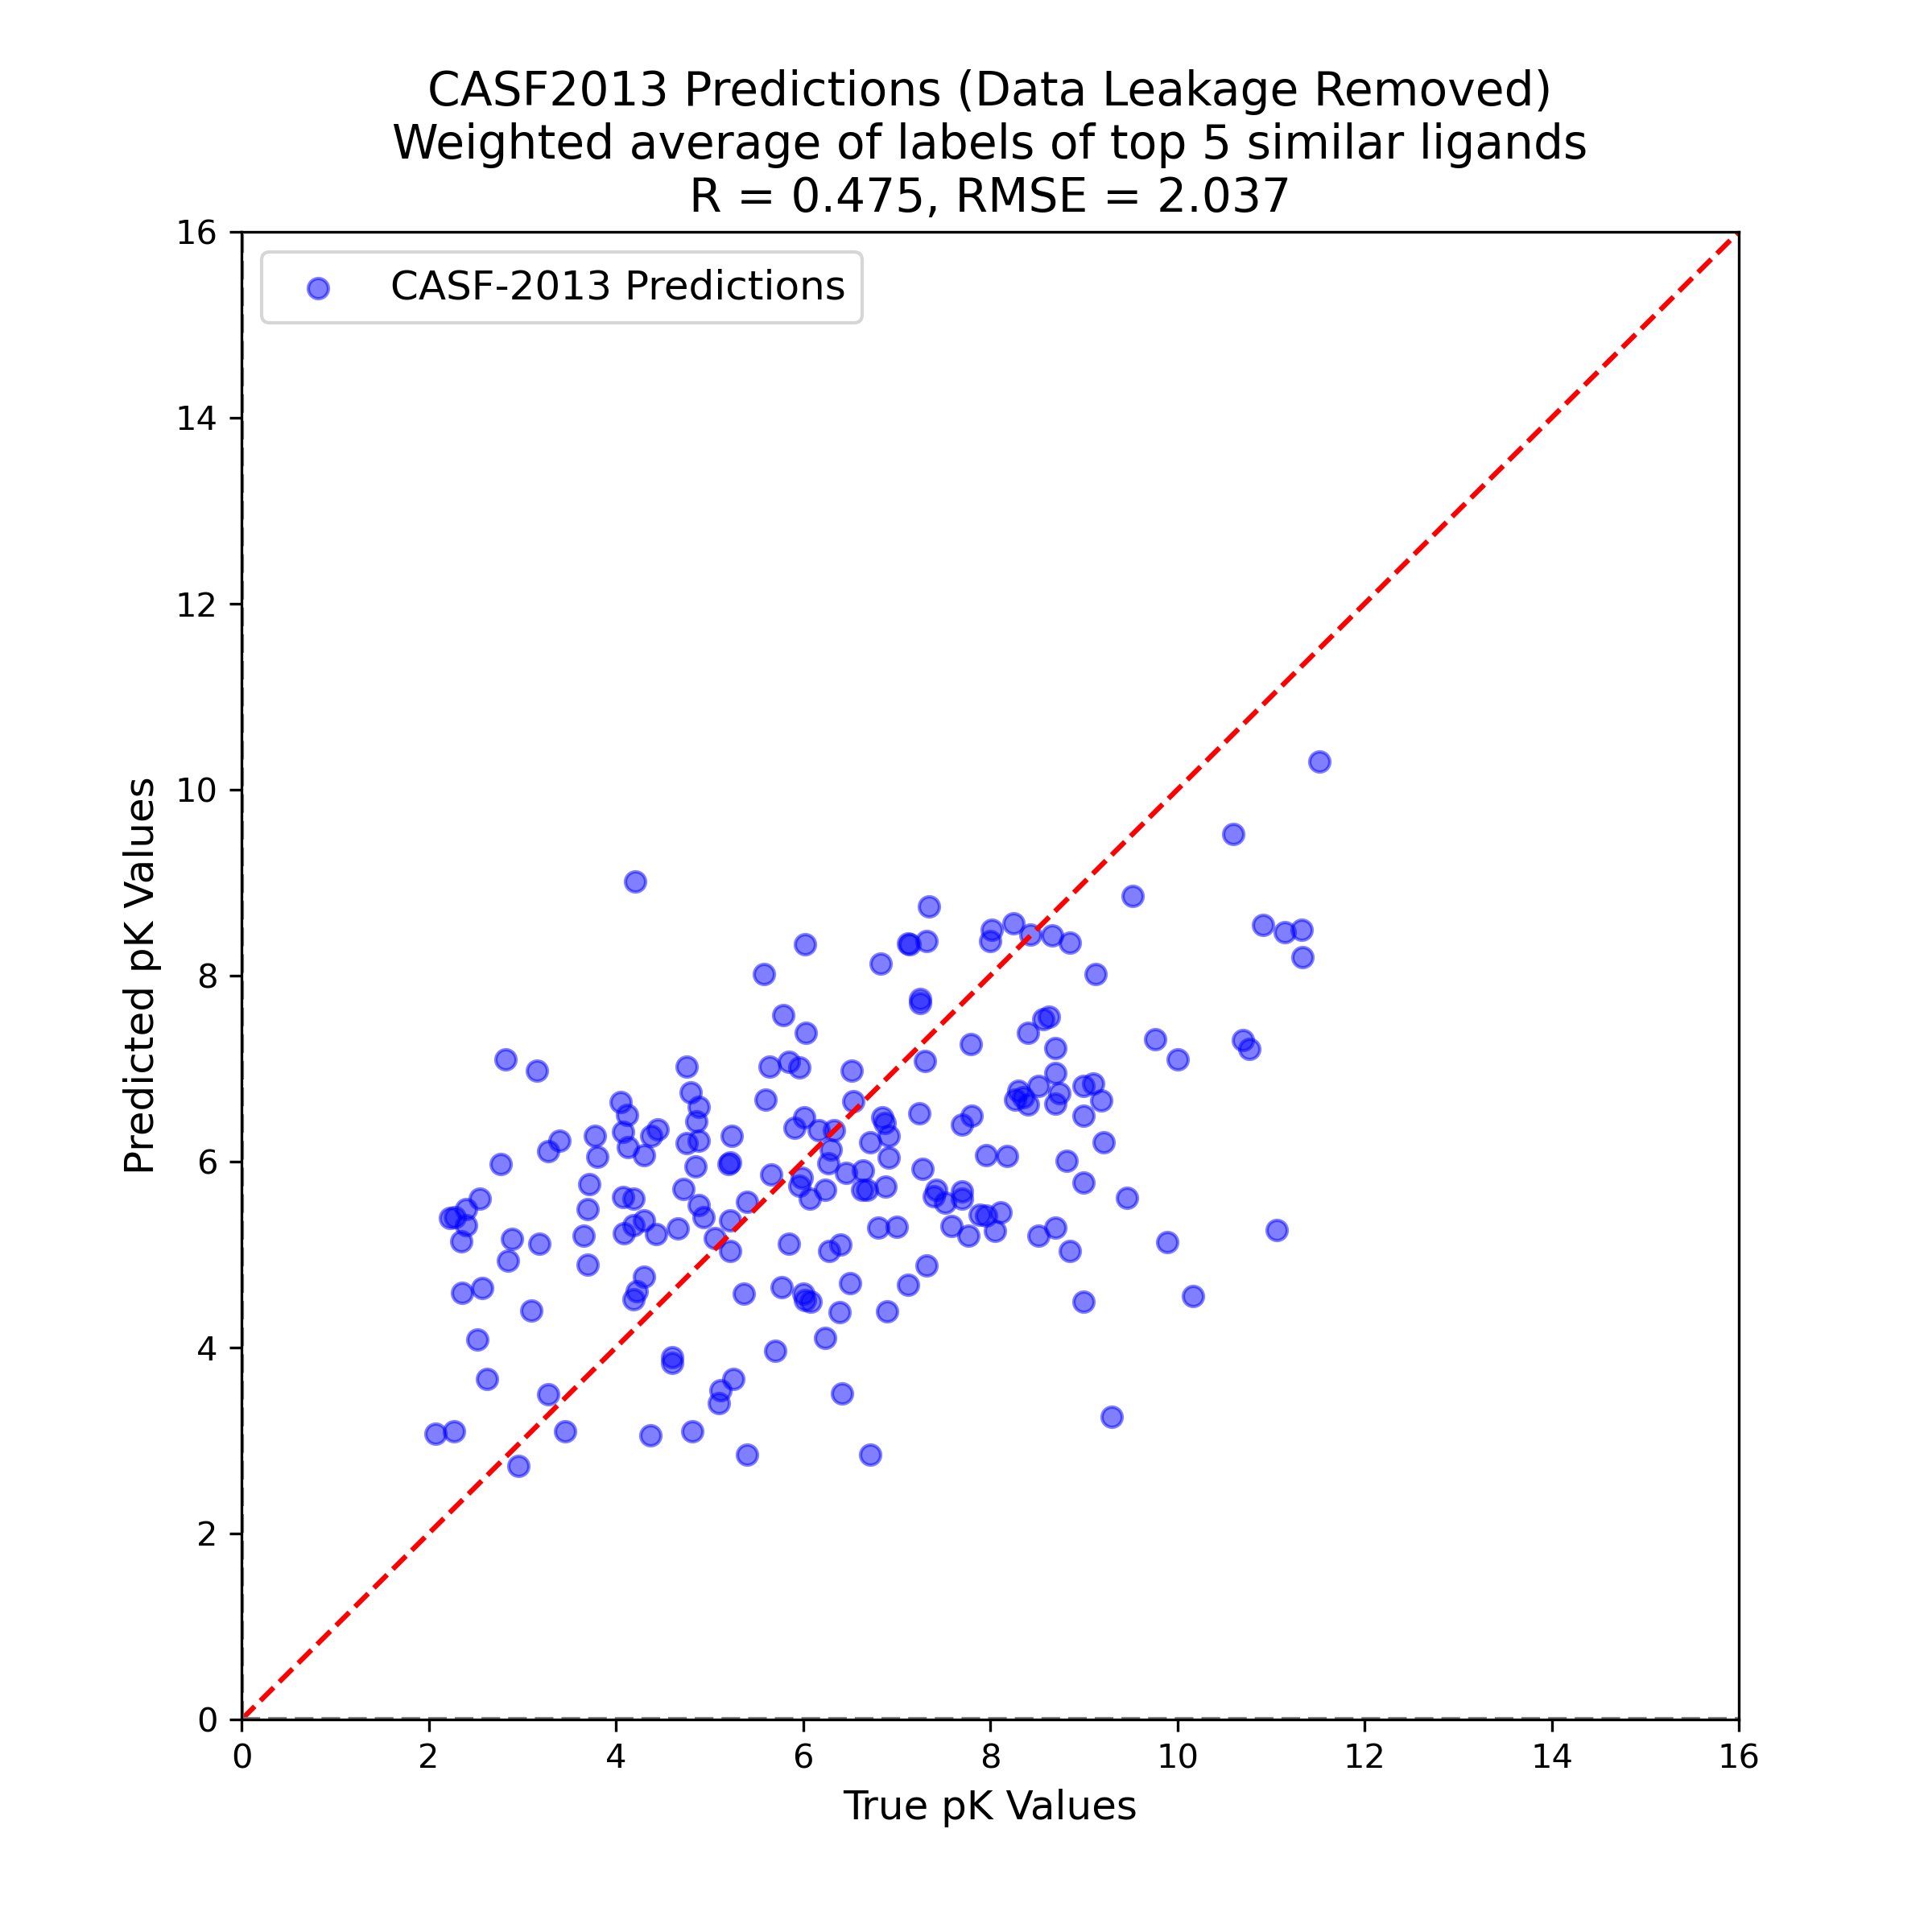 CASF2013 Predictions (Data Leakage Removed)
Weighted average of labels of top 5 similar ligands
R = 0.475, RMSE = 2.037
CASF-2013 Predictions
Predicted pK Values
16
14
12
10
8
6
4
2
0
0 2 4 6 8 10 12 14 16
True pK Values